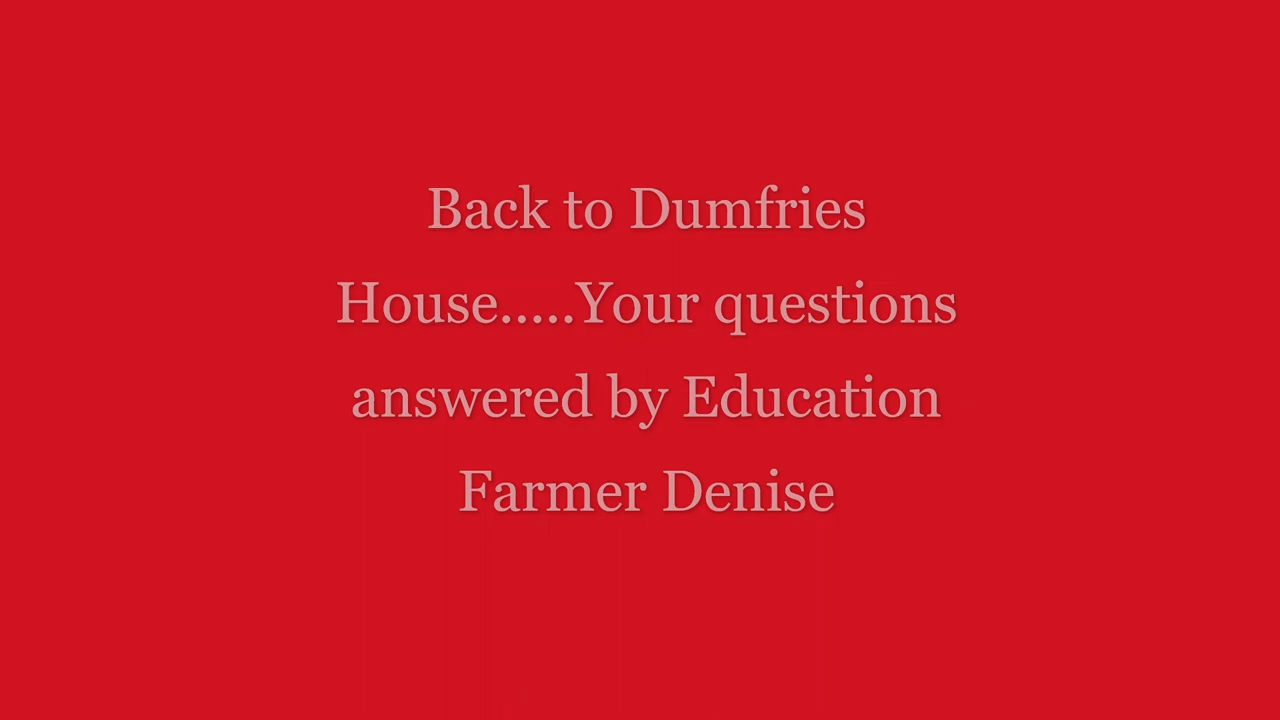 Back to Dumfries
House.....Your questions
answered by Education
Farmer Denise